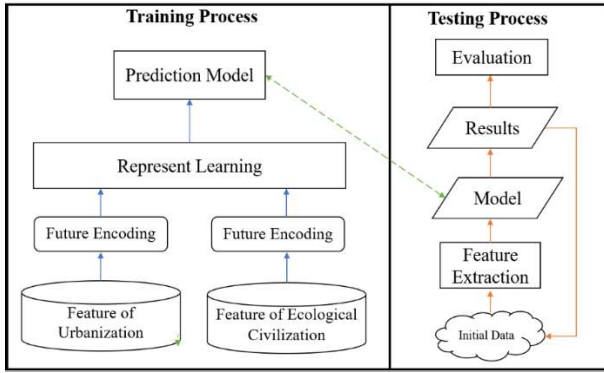 Training Process
Prediction Model
Represent Learning
Future Encoding
Future Encoding
Feature of
Urbanization
Feature of Ecological
Civilization
Testing Process
Evaluation
Results
Model
Feature
Extraction
Initial Data